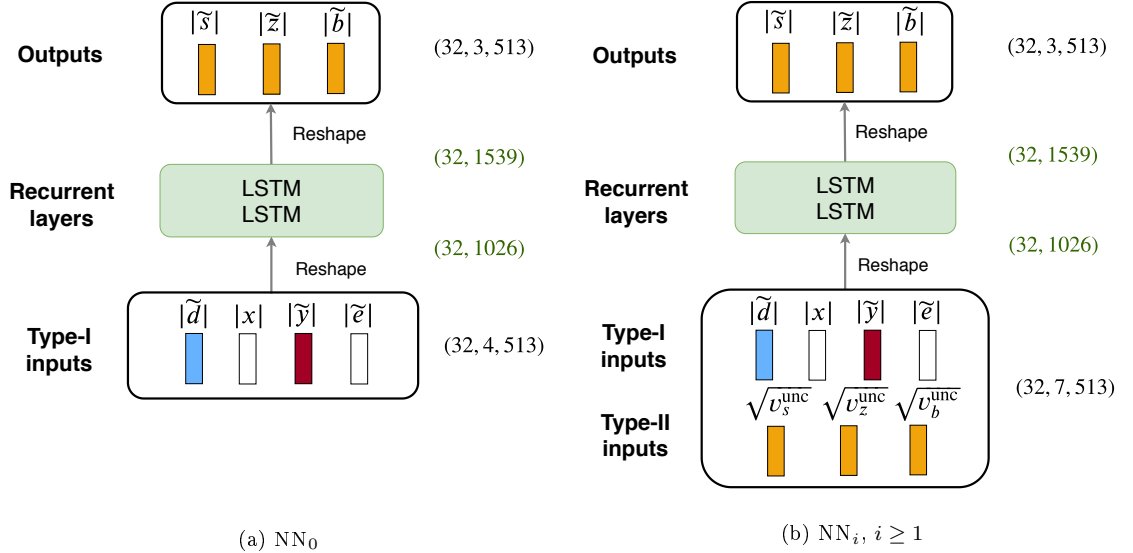 |s̃| |z̃| |b̃|
Outputs
(32, 3, 513)
Reshape
(32, 1539)
Recurrent
layers
LSTM
LSTM
(32, 1026)
Reshape
|d̃| |x| |ỹ| |ẽ|
Type-I
inputs
(32, 4, 513)
(a) NN₀
|s̃| |z̃| |b̃|
Outputs
(32, 3, 513)
Reshape
(32, 1539)
Recurrent
layers
LSTM
LSTM
(32, 1026)
Reshape
|d̃| |x| |ỹ| |ẽ|
Type-I
inputs
√v_s^unc √v_z^unc √v_b^unc
(32, 7, 513)
Type-II
inputs
(b) NNᵢ, i ≥ 1